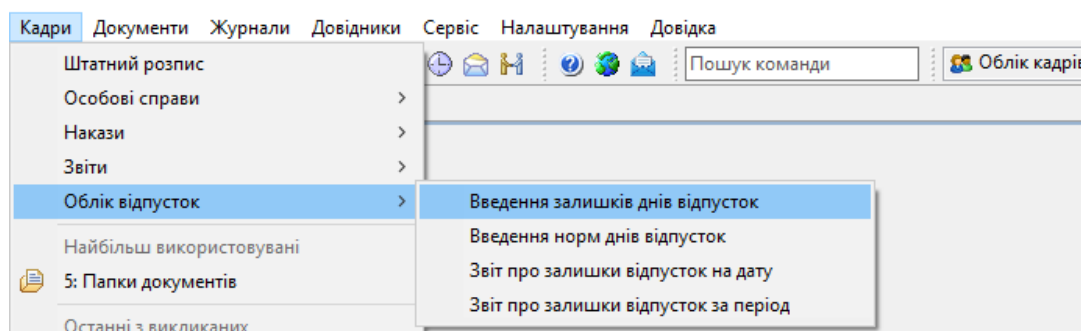 Кадри Документи Журнали Довідники Сервіс Налаштування Довідка
Штатний розпис
Пошук команди
Облік кадрів
Особові справи
Накази
Звіти
Облік відпусток
Введення залишків днів відпусток
Введення норм днів відпусток
Звіт про залишки відпусток на дату
Звіт про залишки відпусток за період
Найбільш використовувані
5: Папки документів
Останні з викликаних